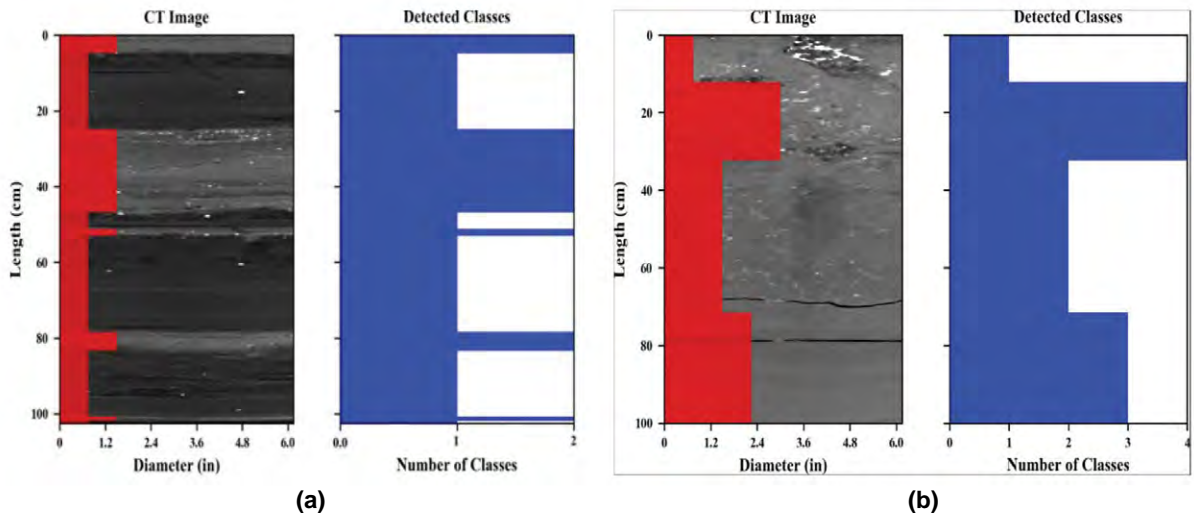 CT Image
Detected Classes
0
20
40
60
80
100
Length (cm)
0
1.2
2.4
3.6
4.8
6.0
Diameter (in)
0.0
1
2
Number of Classes
(a)
CT Image
Detected Classes
0
20
40
60
80
100
Length (cm)
0
1.2
2.4
3.6
4.8
6.0
Diameter (in)
0
1
2
3
4
Number of Classes
(b)